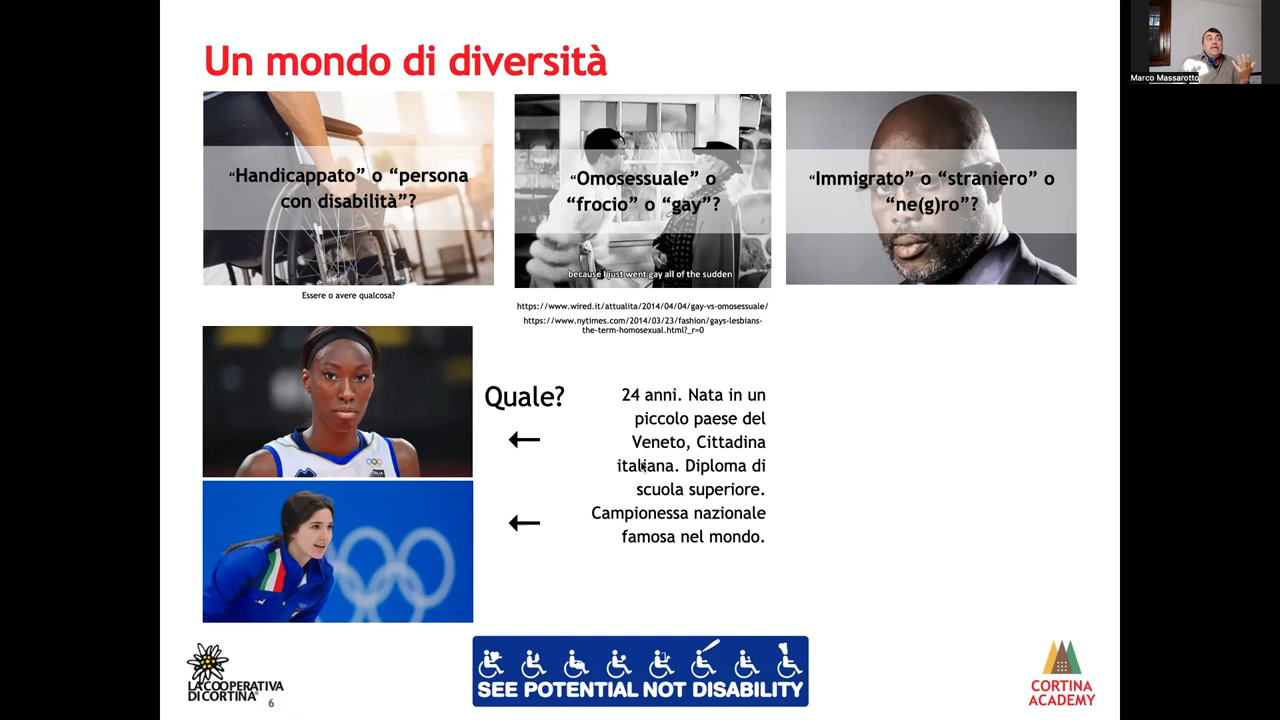 Un mondo di diversità
Marco Massarotto
“Handicappato” o “persona
con disabilità”?
“Omosessuale” o
“frocio” o “gay”?
because I just went gay all of the sudden
“Immigrato” o “straniero” o
“ne(g)ro”?
Essere o avere qualcosa?
https://www.wired.it/attualita/2014/04/04/gay-vs-omosessuale/
https://www.nytimes.com/2014/03/23/fashion/gays-lesbians-
the-term-homosexual.html?_r=0
Quale?
24 anni. Nata in un
piccolo paese del
Veneto, Cittadina
italiana. Diploma di
scuola superiore.
Campionessa nazionale
famosa nel mondo.
ITALIA
LA COOPERATIVA
DI CORTINA®
6
SEE POTENTIAL NOT DISABILITY
CORTINA
ACADEMY